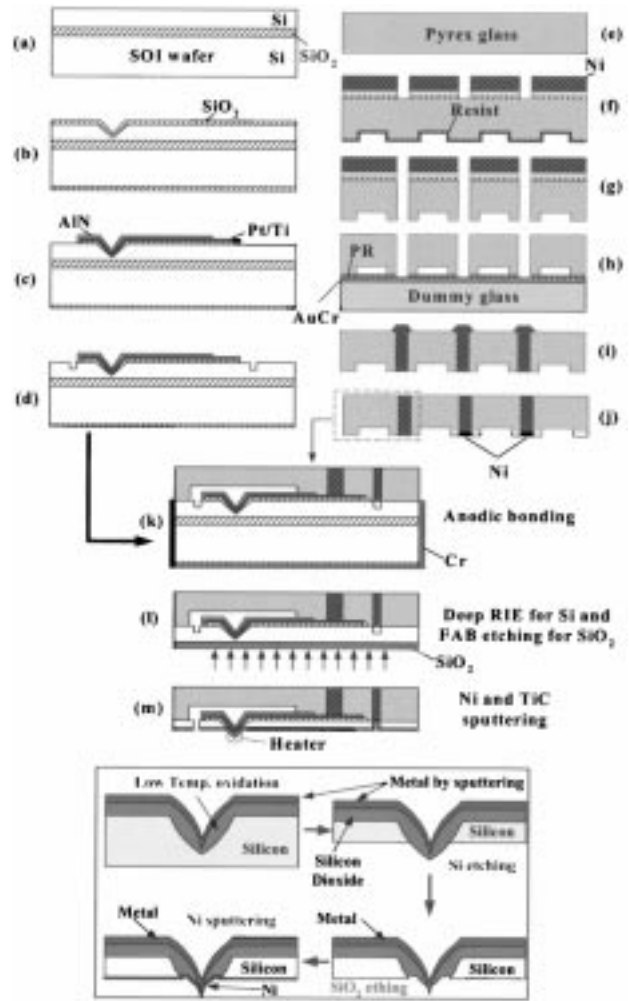 (a)
Si
SOI wafer
Si
SiO2
Pyrex glass
(e)
Ni
SiO2
(b)
Resist
(f)
(g)
AlN
Pt/Ti
(c)
PR
(h)
Dummy glass
AuCr
(i)
(d)
(j)
Ni
(k)
Anodic bonding
Cr
(l)
Deep RIE for Si and
FAB etching for SiO2
SiO2
(m)
Ni and TiC
sputtering
Heater
Low Temp. oxidation
Metal by sputtering
Silicon
Silicon
Silicon
Dioxide
Ni etching
Metal
Ni sputtering
Metal
Silicon
Silicon
Ni
SiO2 ething